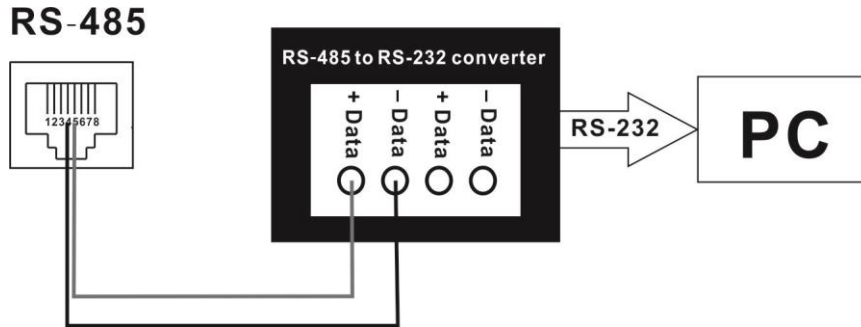 RS-485
12345678
RS-485 to RS-232 converter
+ Data
– Data
+ Data
– Data
RS-232
PC